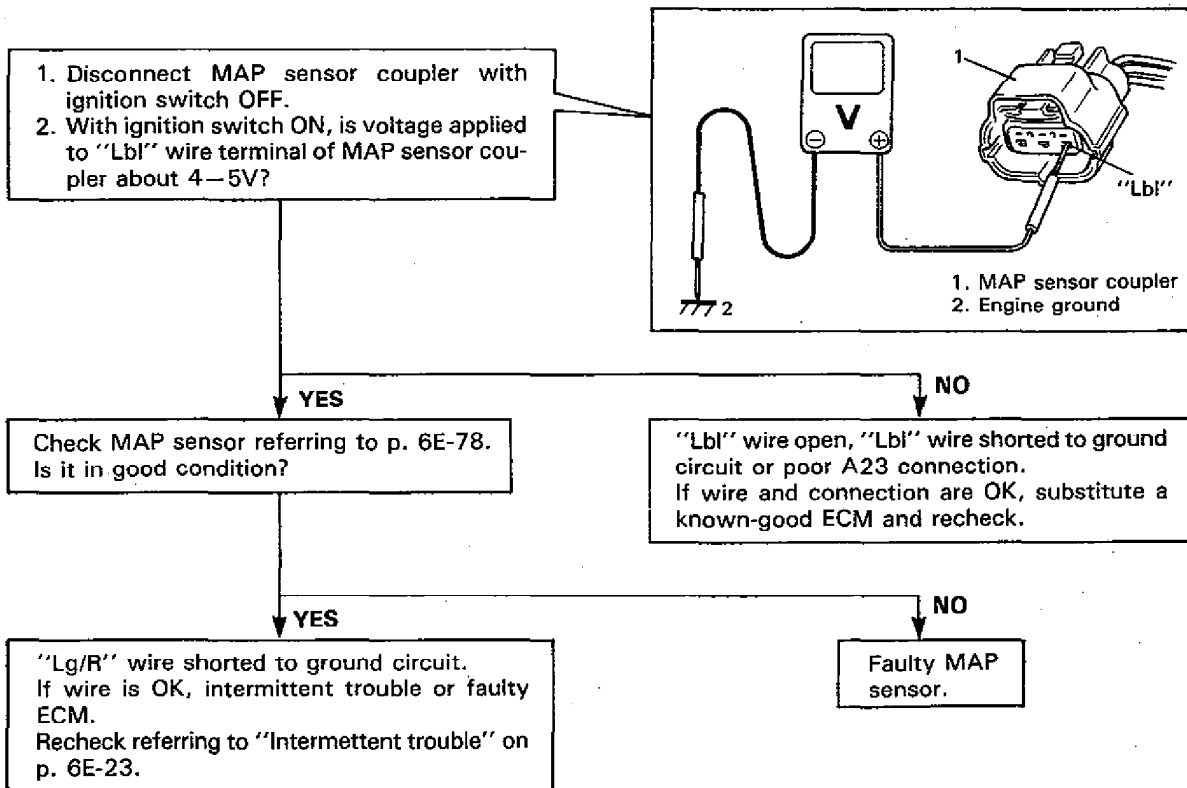 1. Disconnect MAP sensor coupler with
ignition switch OFF.
2. With ignition switch ON, is voltage applied
to "Lbl" wire terminal of MAP sensor cou-
pler about 4—5V?
V
1
"Lbl"
2
1. MAP sensor coupler
2. Engine ground
YES
NO
Check MAP sensor referring to p. 6E-78.
Is it in good condition?
"Lbl" wire open, "Lbl" wire shorted to ground
circuit or poor A23 connection.
If wire and connection are OK, substitute a
known-good ECM and recheck.
YES
NO
"Lg/R" wire shorted to ground circuit.
If wire is OK, intermittent trouble or faulty
ECM.
Recheck referring to "Intermettent trouble" on
p. 6E-23.
Faulty MAP
sensor.